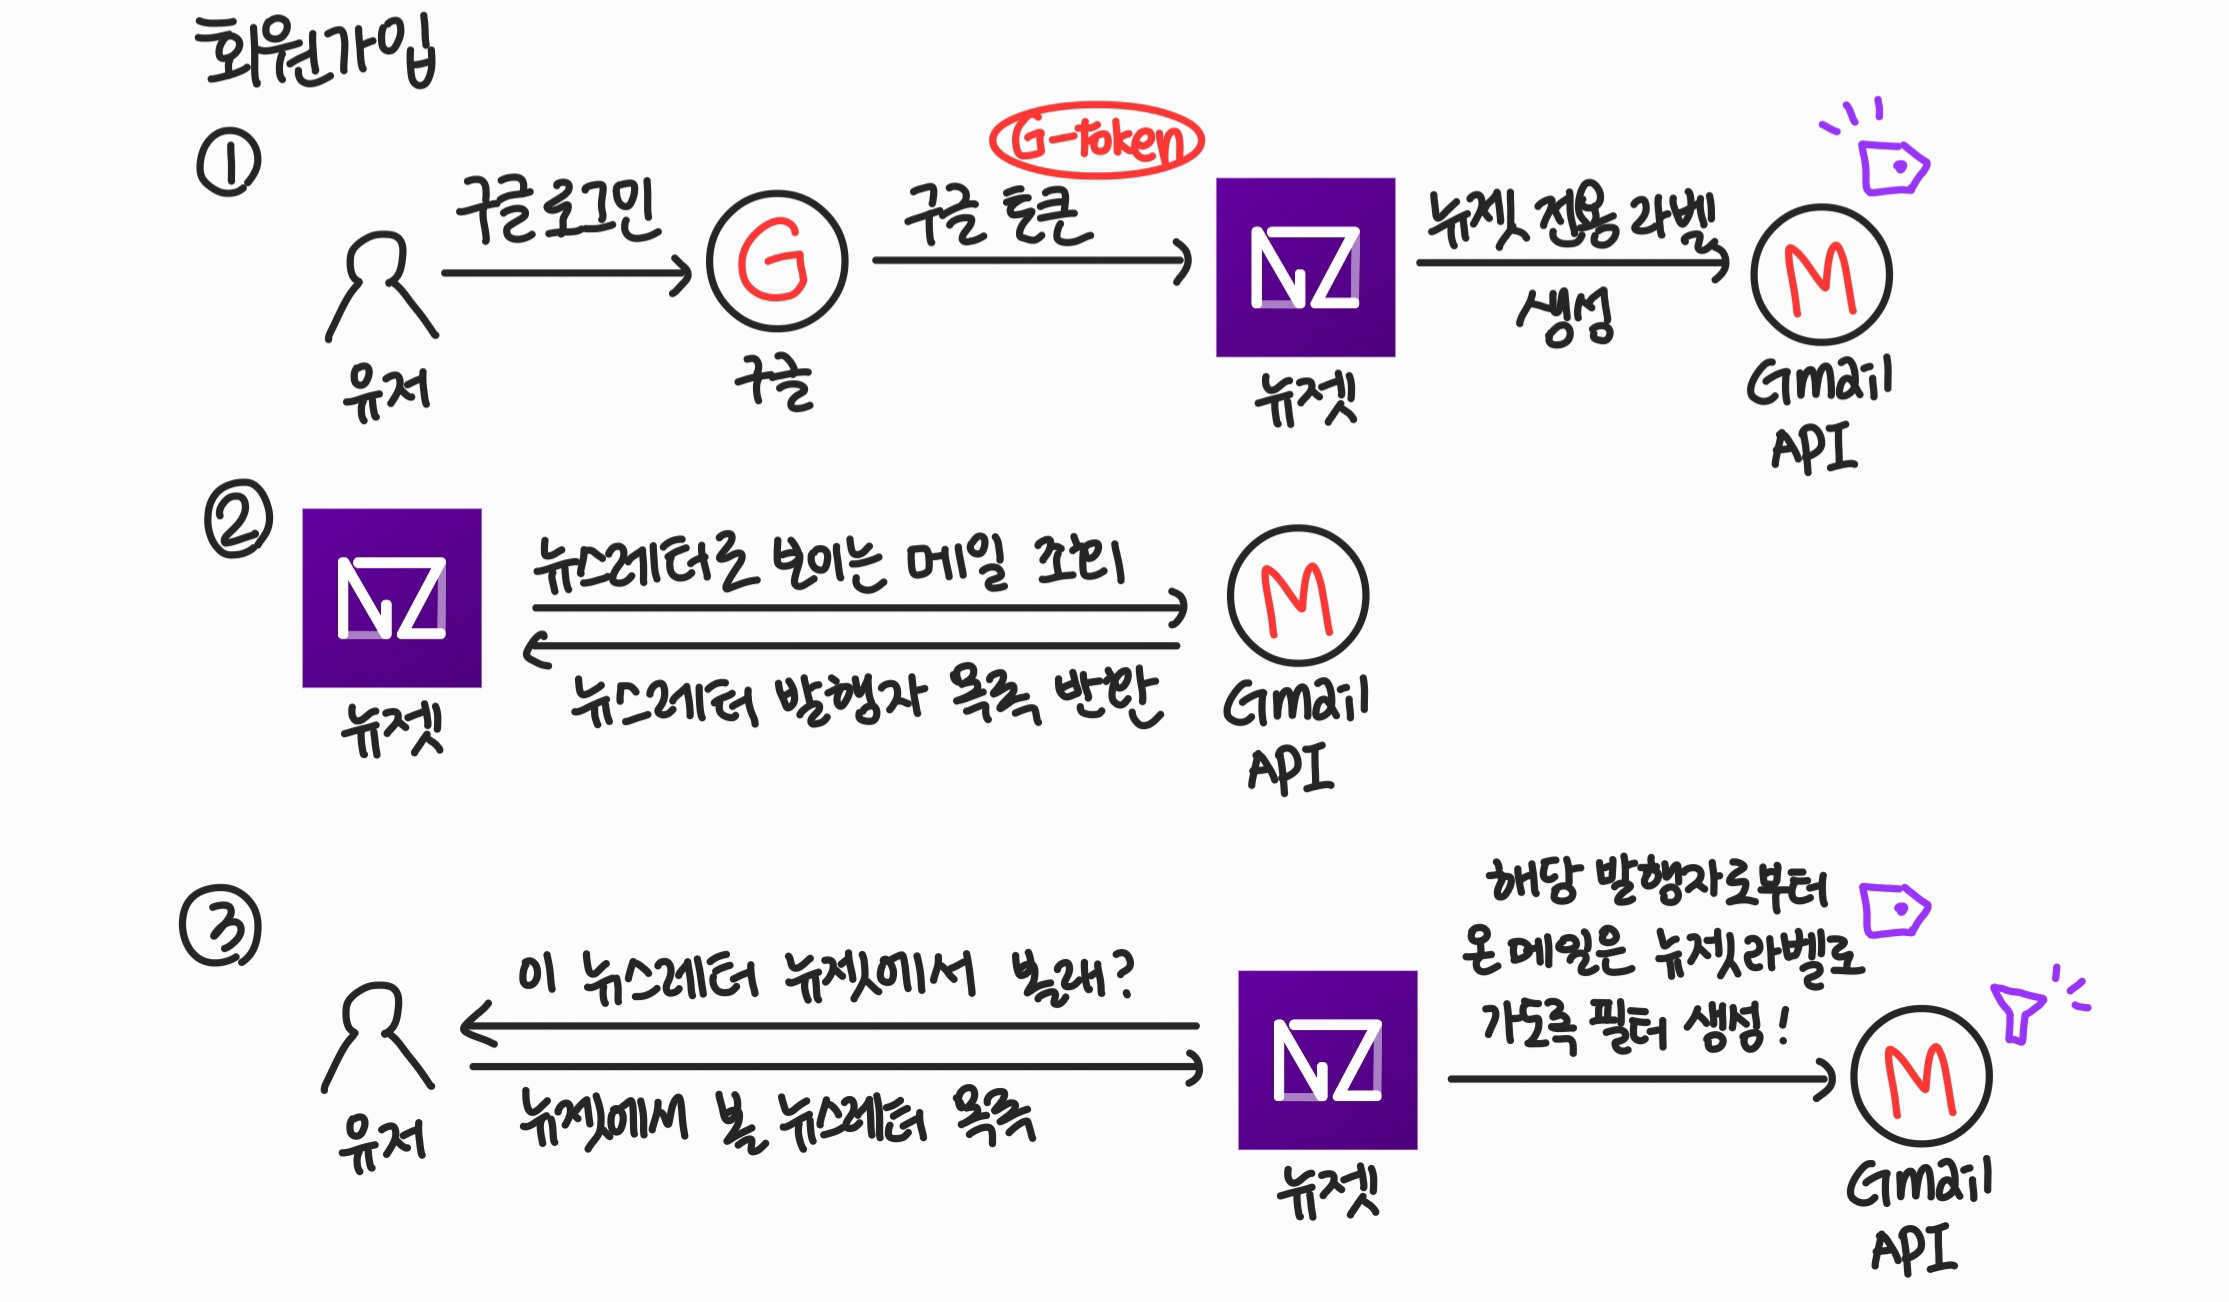 회원가입
①
G-token
구글 로그인
구글 토큰
뉴젯 전용 라벨
생성
G
NZ
M
유저
구글
뉴젯
Gmail
API
②
뉴스레터로 보이는 메일 조회
NZ
M
뉴스레터 발행자 목록 반환
뉴젯
Gmail
API
③
해당 발행자로부터
온 메일은 뉴젯라벨로
가도록 필터 생성!
이 뉴스레터 뉴젯에서 볼래?
NZ
M
뉴젯에서 볼 뉴스레터 목록
유저
뉴젯
Gmail
API